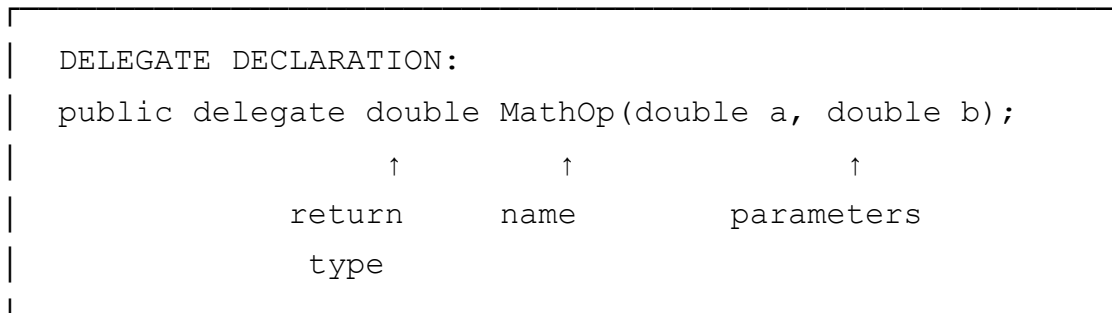 DELEGATE DECLARATION:
public delegate double MathOp(double a, double b);
↑ ↑ ↑
return name parameters
type